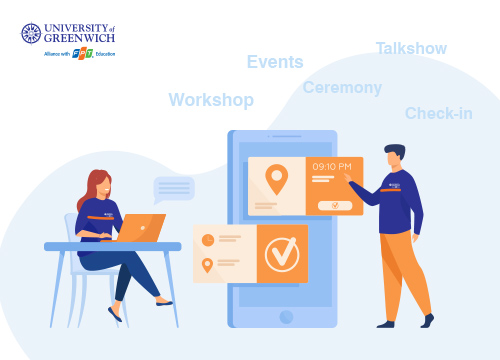 UNIVERSITY of
GREENWICH
Alliance with FPT. Education
Talkshow
Events
Ceremony
Workshop
Check-in
09:10 PM